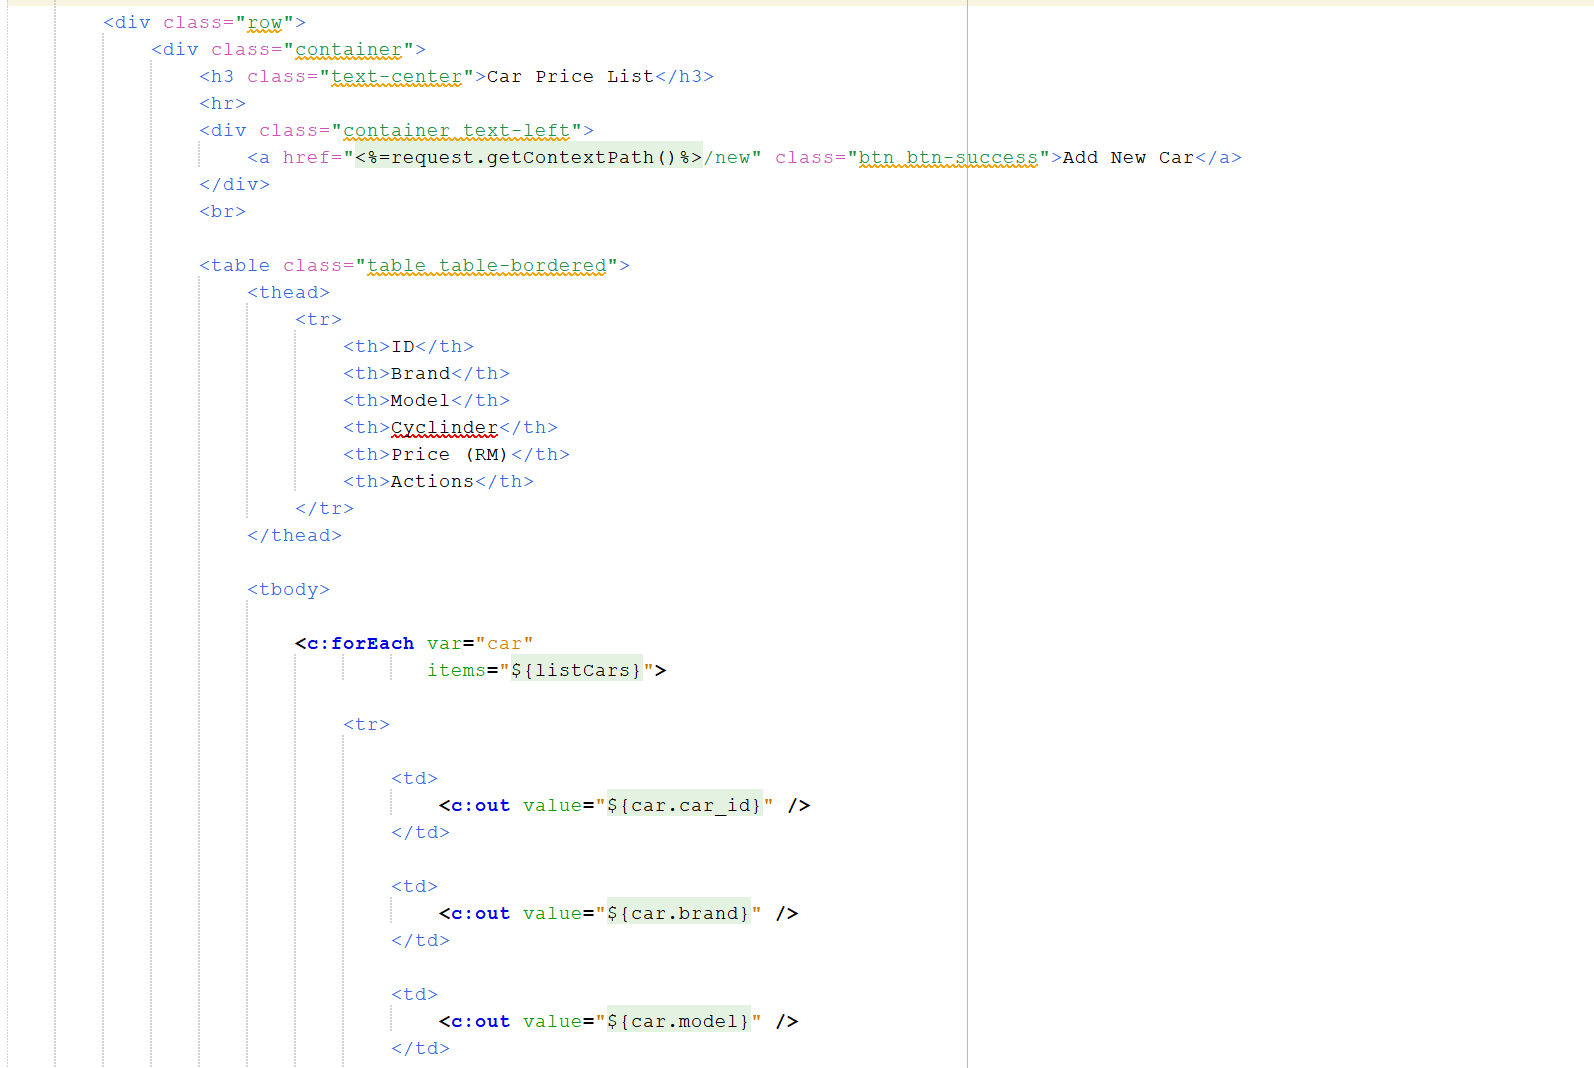 <div class="row">
<div class="container">
<h3 class="text-center">Car Price List</h3>
<hr>
<div class="container text-left">
<a href="<%=request.getContextPath()%>/new" class="btn btn-success">Add New Car</a>
</div>
<br>
<table class="table table-bordered">
<thead>
<tr>
<th>ID</th>
<th>Brand</th>
<th>Model</th>
<th>Cyclinder</th>
<th>Price (RM)</th>
<th>Actions</th>
</tr>
</thead>
<tbody>
<c:forEach var="car"
items="${listCars}">
<tr>
<td>
<c:out value="${car.car_id}" />
</td>
<td>
<c:out value="${car.brand}" />
</td>
<td>
<c:out value="${car.model}" />
</td>